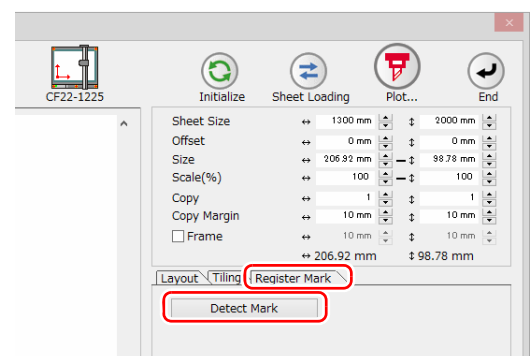 CF22-1225
Initialize
Sheet Loading
Plot...
End
Sheet Size ↔ 1300 mm ↕ 2000 mm
Offset ↔ 0 mm ↕ 0 mm
Size ↔ 206.92 mm ↕ 98.78 mm
Scale(%) ↔ 100 ↕ 100
Copy ↔ 1 ↕ 1
Copy Margin ↔ 10 mm ↕ 10 mm
Frame ↔ 10 mm ↕ 10 mm
↔ 206.92 mm ↕ 98.78 mm
Layout Tiling Register Mark
Detect Mark